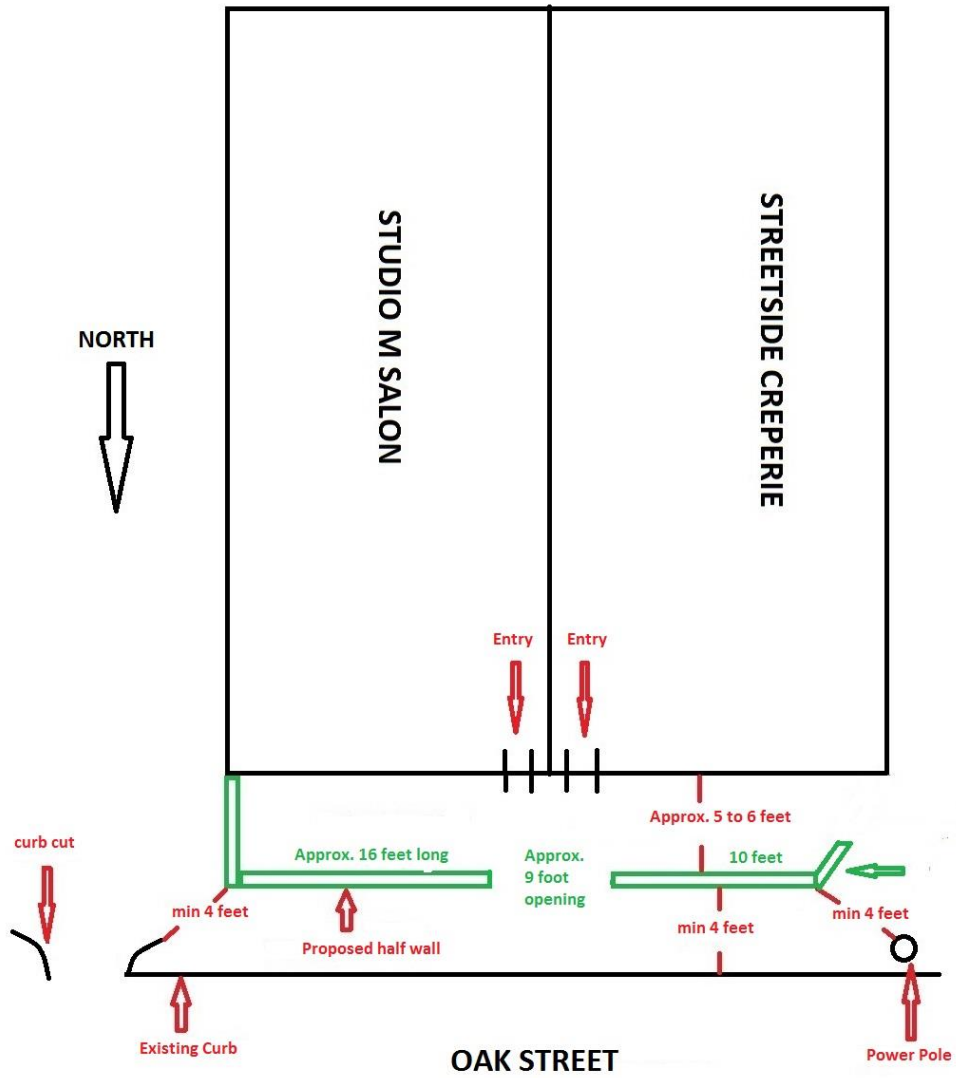 STUDIO M SALON
STREETSIDE CREPERIE
NORTH
Entry
Entry
Approx. 5 to 6 feet
curb cut
Approx. 16 feet long
Approx.
9 foot
opening
10 feet
min 4 feet
Proposed half wall
min 4 feet
min 4 feet
Existing Curb
Power Pole
OAK STREET